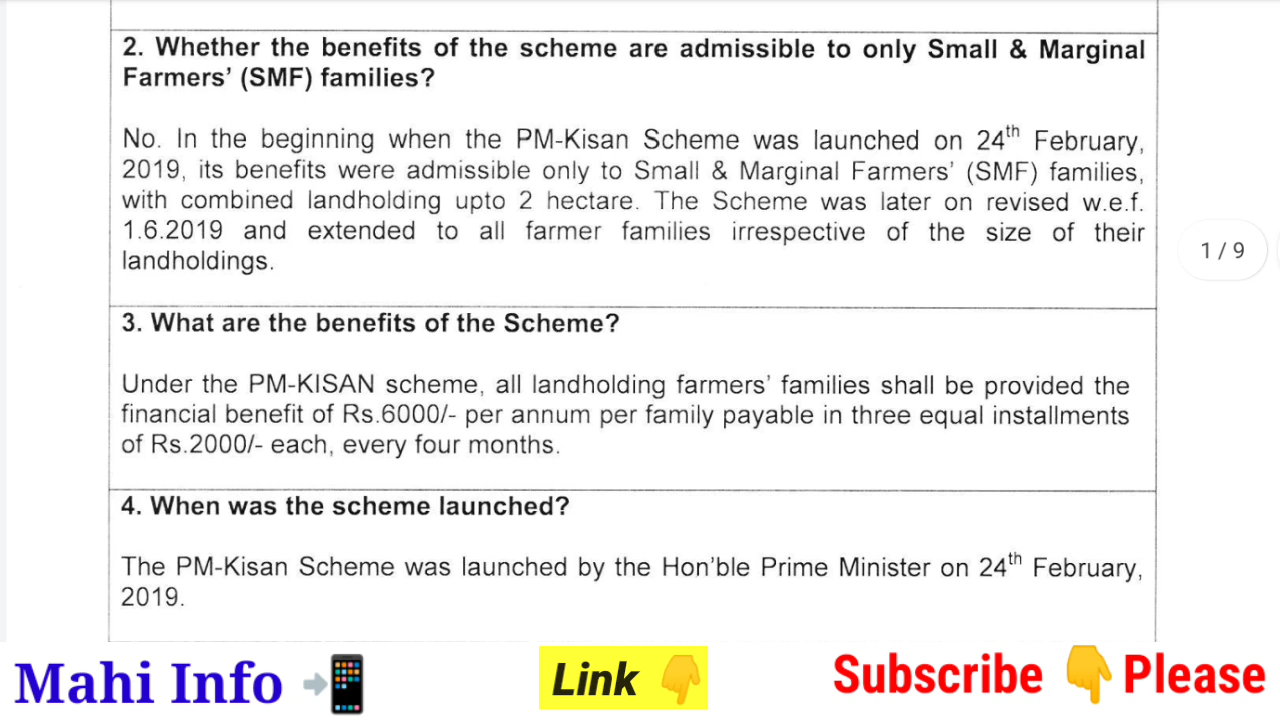 2. Whether the benefits of the scheme are admissible to only Small & Marginal
Farmers’ (SMF) families?
No. In the beginning when the PM-Kisan Scheme was launched on 24th February,
2019, its benefits were admissible only to Small & Marginal Farmers’ (SMF) families,
with combined landholding upto 2 hectare. The Scheme was later on revised w.e.f.
1.6.2019 and extended to all farmer families irrespective of the size of their
landholdings.
1 / 9
3. What are the benefits of the Scheme?
Under the PM-KISAN scheme, all landholding farmers’ families shall be provided the
financial benefit of Rs.6000/- per annum per family payable in three equal installments
of Rs.2000/- each, every four months.
4. When was the scheme launched?
The PM-Kisan Scheme was launched by the Hon’ble Prime Minister on 24th February,
2019.
Mahi Info Link Subscribe Please